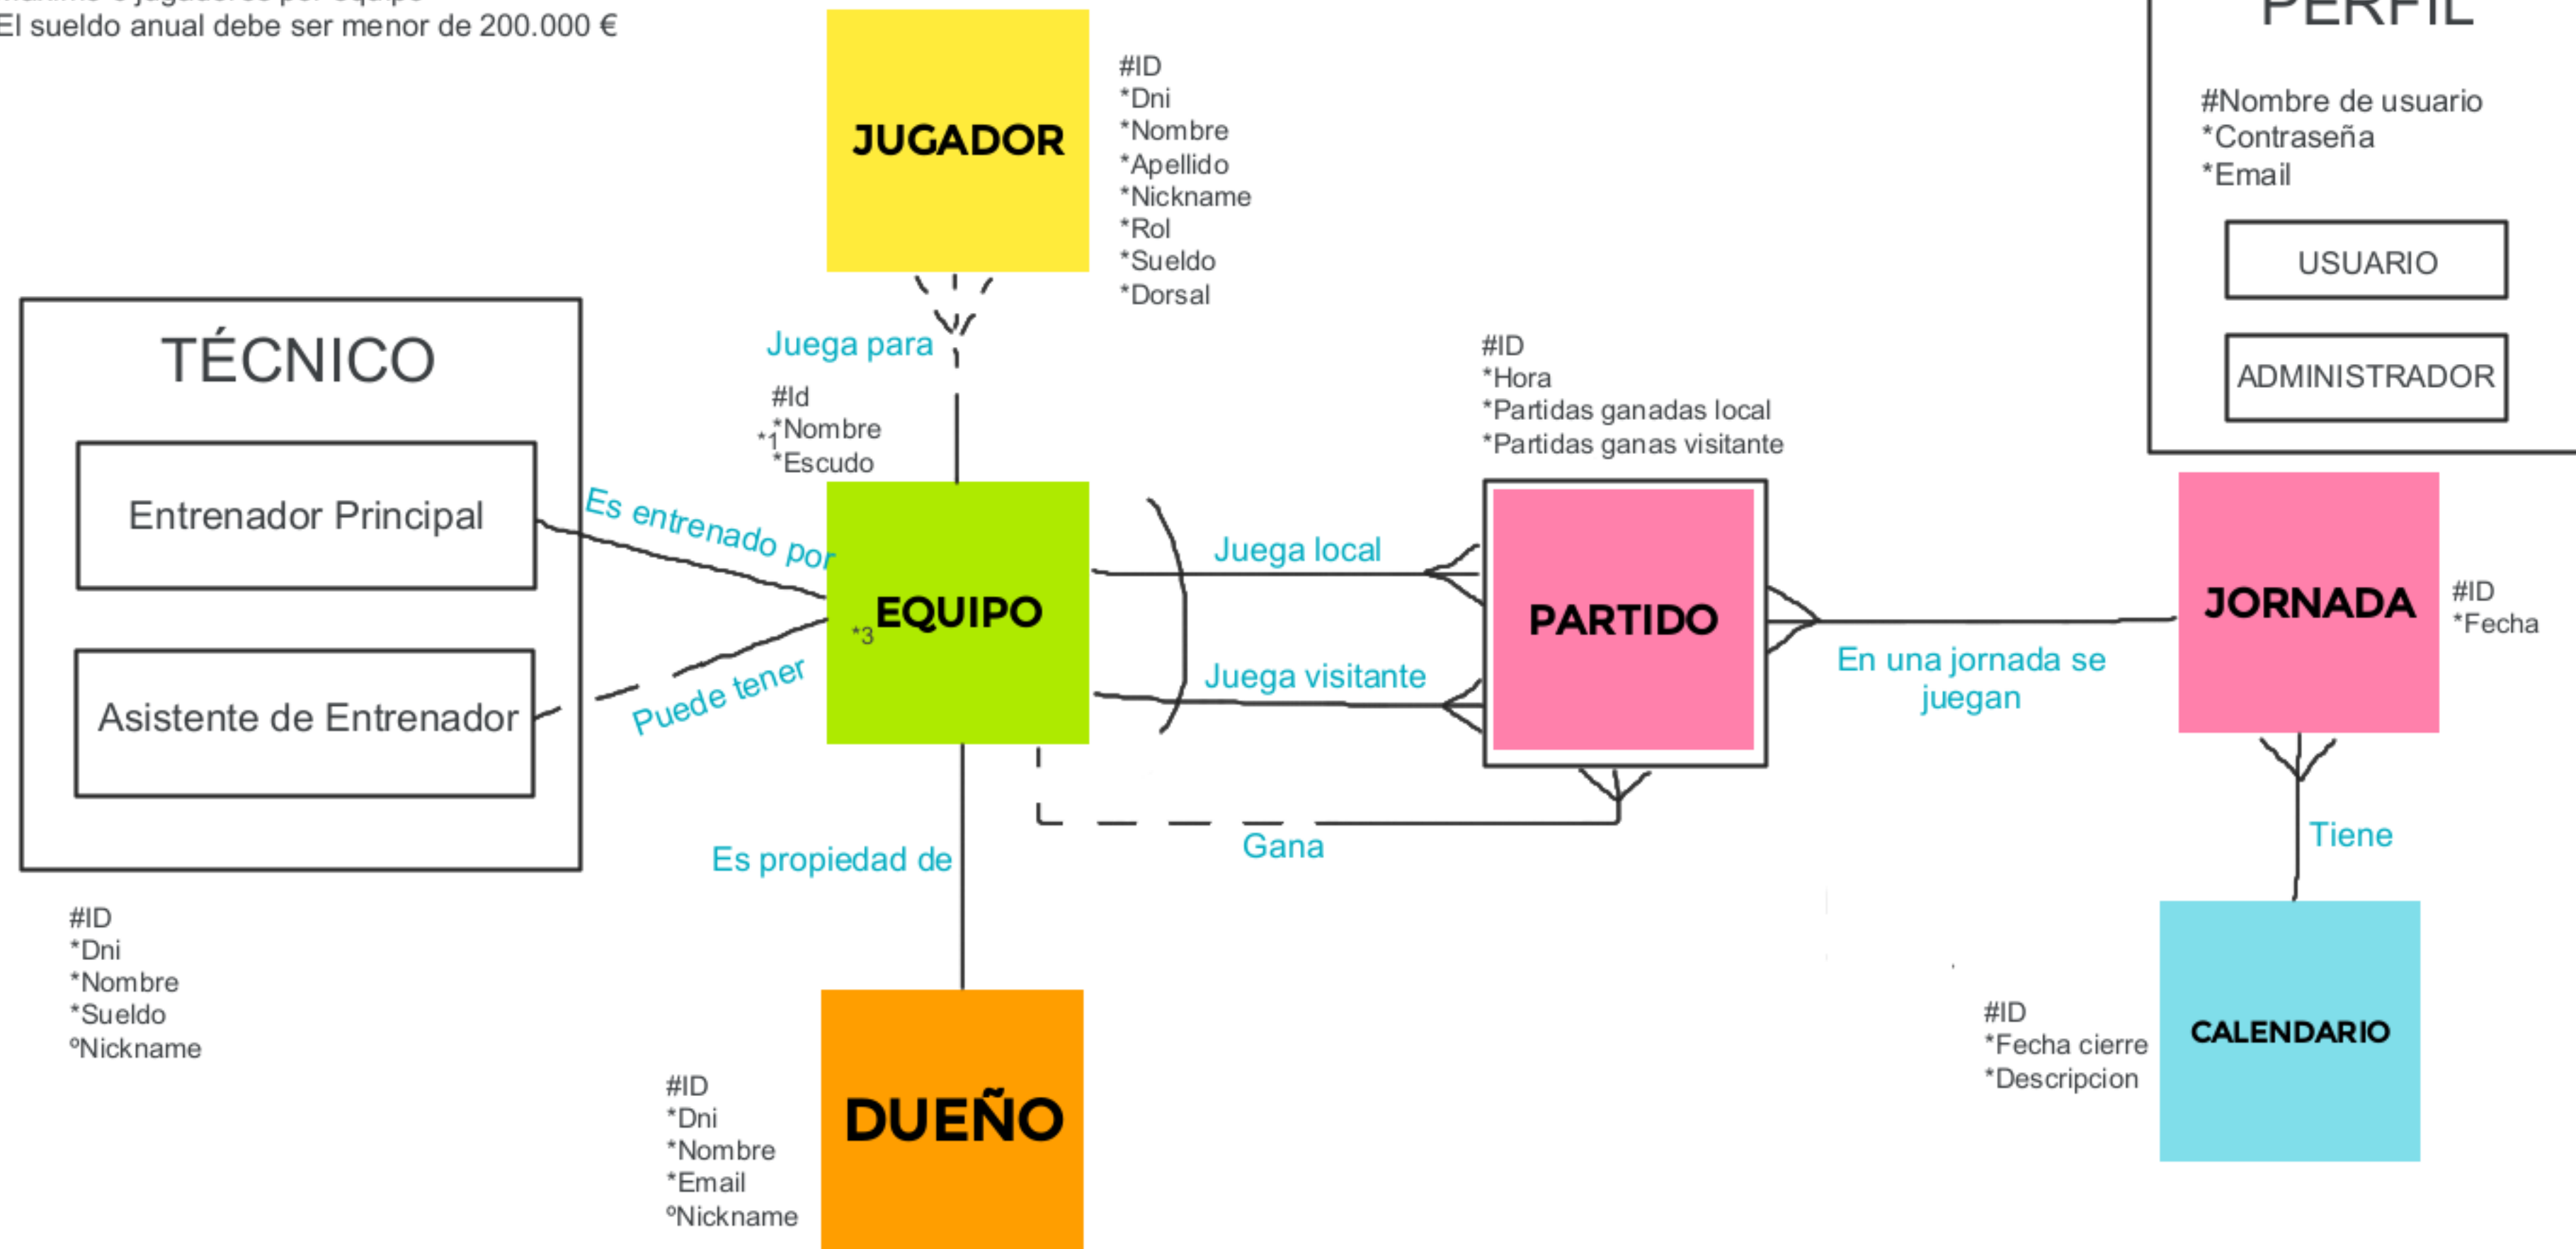 El sueldo anual debe ser menor de 200.000 €
PERFIL
#Nombre de usuario
*Contraseña
*Email
USUARIO
ADMINISTRADOR
JUGADOR
#ID
*Dni
*Nombre
*Apellido
*Nickname
*Rol
*Sueldo
*Dorsal
Juega para
#Id
*Nombre
*1
*Escudo
TÉCNICO
Entrenador Principal
Asistente de Entrenador
#ID
*Dni
*Nombre
*Sueldo
ºNickname
Es entrenado por
Puede tener
EQUIPO
*3
Juega local
Juega visitante
Gana
Es propiedad de
#ID
*Hora
*Partidas ganadas local
*Partidas ganas visitante
PARTIDO
En una jornada se
juegan
JORNADA
#ID
*Fecha
Tiene
#ID
*Fecha cierre
*Descripcion
CALENDARIO
#ID
*Dni
*Nombre
*Email
ºNickname
DUEÑO